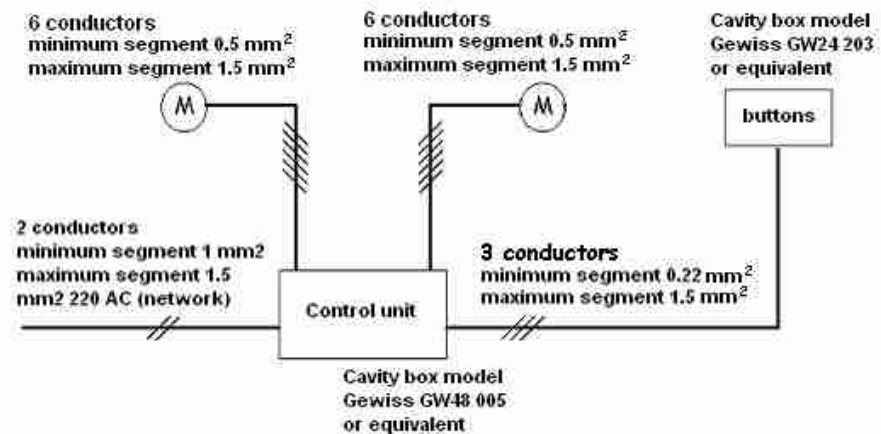 6 conductors
minimum segment 0.5 mm²
maximum segment 1.5 mm²
6 conductors
minimum segment 0.5 mm²
maximum segment 1.5 mm²
Cavity box model
Gewiss GW24 203
or equivalent
M
M
buttons
2 conductors
minimum segment 1 mm2
maximum segment 1.5
mm2 220 AC (network)
3 conductors
minimum segment 0.22 mm²
maximum segment 1.5 mm²
Control unit
Cavity box model
Gewiss GW48 005
or equivalent